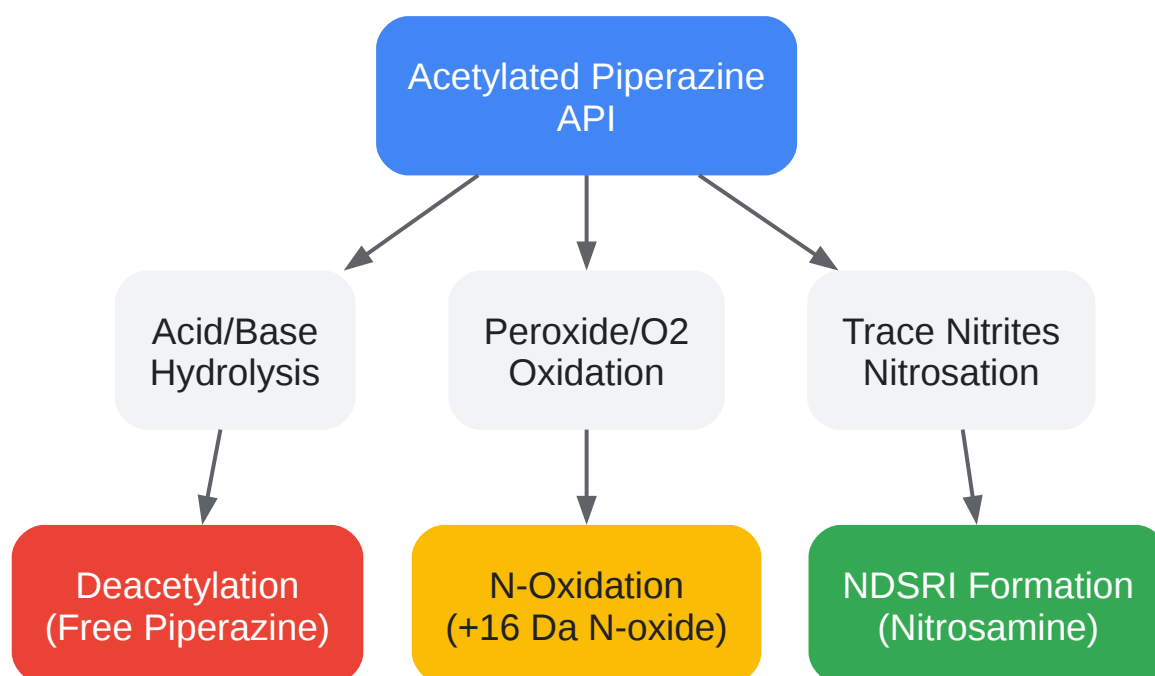 Acetylated Piperazine
API
Acid/Base
Hydrolysis
Peroxide/O2
Oxidation
Trace Nitrites
Nitrosation
Deacetylation
(Free Piperazine)
N-Oxidation
(+16 Da N-oxide)
NDSRI Formation
(Nitrosamine)